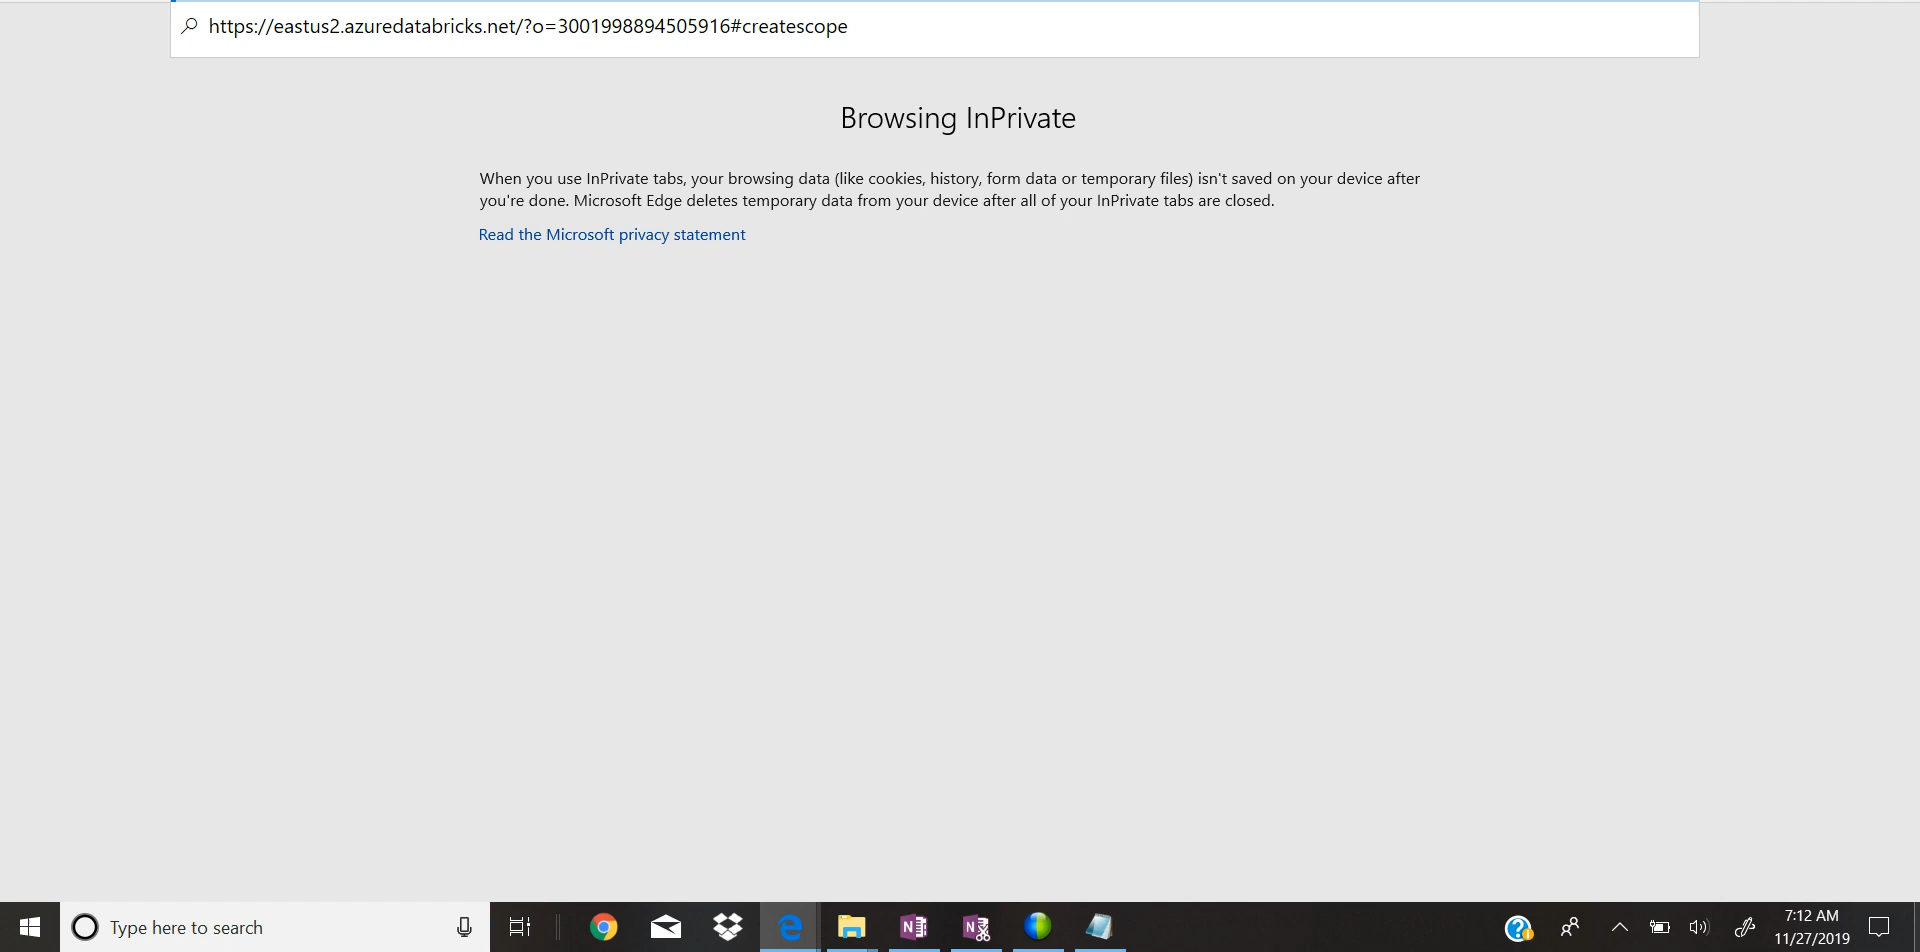 https://eastus2.azuredatabricks.net/?o=3001998894505916#createscope
Browsing InPrivate
When you use InPrivate tabs, your browsing data (like cookies, history, form data or temporary files) isn't saved on your device after
you're done. Microsoft Edge deletes temporary data from your device after all of your InPrivate tabs are closed.
Read the Microsoft privacy statement
Type here to search
7:12 AM
11/27/2019